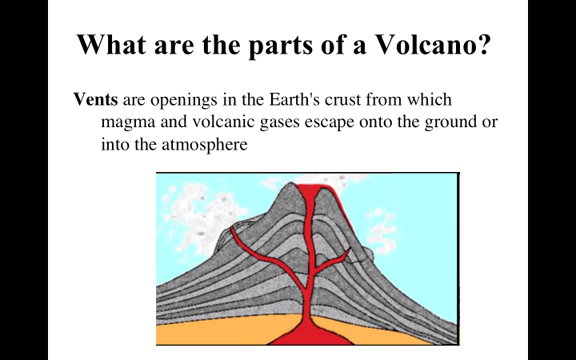 What are the parts of a Volcano?
Vents are openings in the Earth's crust from which
magma and volcanic gases escape onto the ground or
into the atmosphere